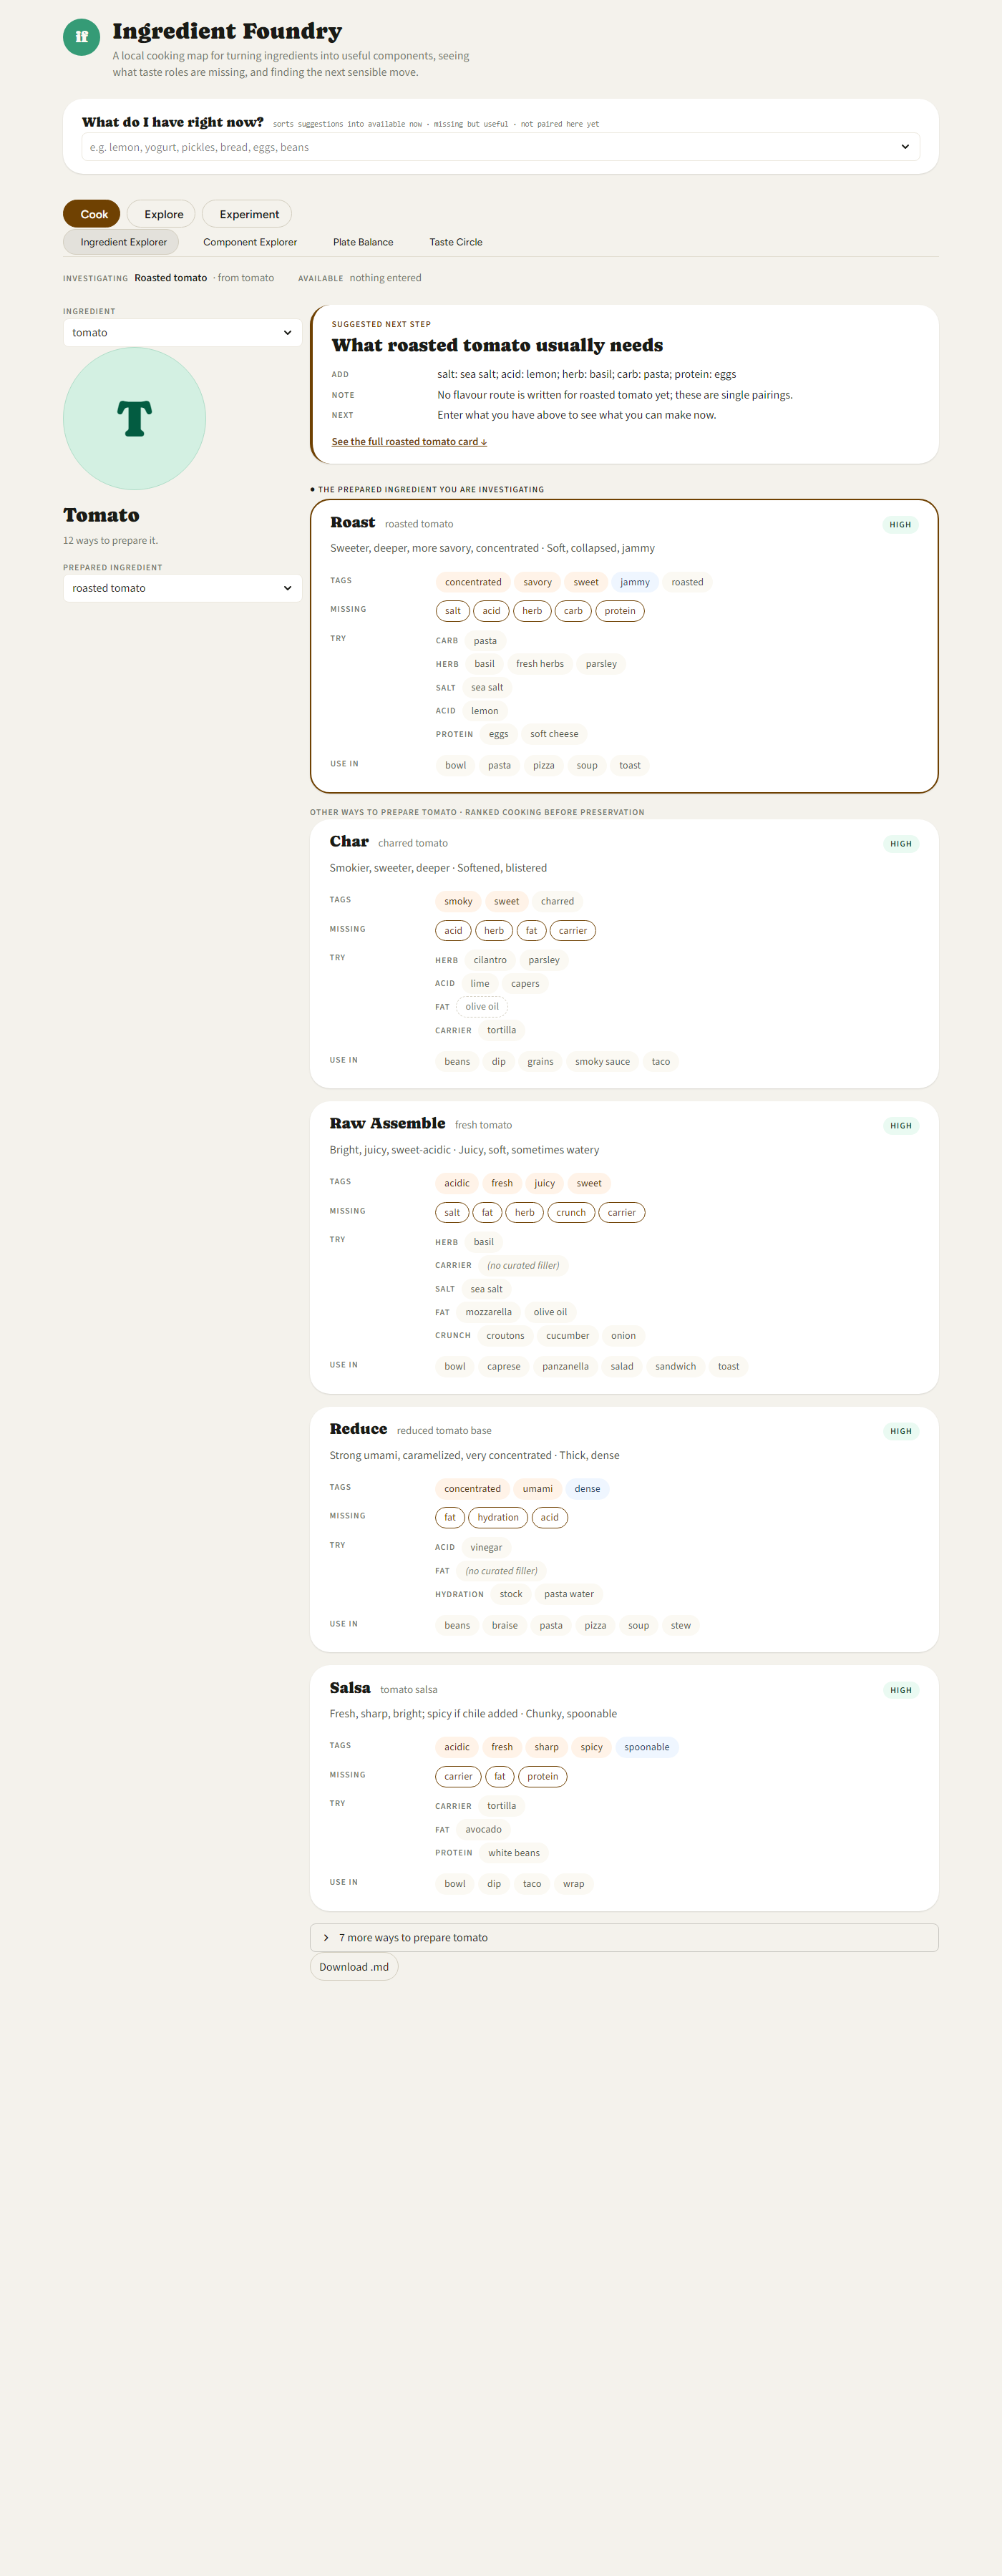 if
Ingredient Foundry
A local cooking map for turning ingredients into useful components, seeing
what taste roles are missing, and finding the next sensible move.
What do I have right now? sorts suggestions into available now · missing but useful · not paired here yet
e.g. lemon, yogurt, pickles, bread, eggs, beans
Cook Explore Experiment
Ingredient Explorer Component Explorer Plate Balance Taste Circle
INVESTIGATING Roasted tomato · from tomato AVAILABLE nothing entered
INGREDIENT
tomato
T
Tomato
12 ways to prepare it.
PREPARED INGREDIENT
roasted tomato
SUGGESTED NEXT STEP
What roasted tomato usually needs
ADD salt: sea salt; acid: lemon; herb: basil; carb: pasta; protein: eggs
NOTE No flavour route is written for roasted tomato yet; these are single pairings.
NEXT Enter what you have above to see what you can make now.
See the full roasted tomato card ↓
● THE PREPARED INGREDIENT YOU ARE INVESTIGATING
Roast roasted tomato HIGH
Sweeter, deeper, more savory, concentrated · Soft, collapsed, jammy
TAGS concentrated savory sweet jammy roasted
MISSING salt acid herb carb protein
TRY CARB pasta
HERB basil fresh herbs parsley
SALT sea salt
ACID lemon
PROTEIN eggs soft cheese
USE IN bowl pasta pizza soup toast
OTHER WAYS TO PREPARE TOMATO · RANKED COOKING BEFORE PRESERVATION
Char charred tomato HIGH
Smokier, sweeter, deeper · Softened, blistered
TAGS smoky sweet charred
MISSING acid herb fat carrier
TRY HERB cilantro parsley
ACID lime capers
FAT olive oil
CARRIER tortilla
USE IN beans dip grains smoky sauce taco
Raw Assemble fresh tomato HIGH
Bright, juicy, sweet-acidic · Juicy, soft, sometimes watery
TAGS acidic fresh juicy sweet
MISSING salt fat herb crunch carrier
TRY HERB basil
CARRIER (no curated filler)
SALT sea salt
FAT mozzarella olive oil
CRUNCH croutons cucumber onion
USE IN bowl caprese panzanella salad sandwich toast
Reduce reduced tomato base HIGH
Strong umami, caramelized, very concentrated · Thick, dense
TAGS concentrated umami dense
MISSING fat hydration acid
TRY ACID vinegar
FAT (no curated filler)
HYDRATION stock pasta water
USE IN beans braise pasta pizza soup stew
Salsa tomato salsa HIGH
Fresh, sharp, bright; spicy if chile added · Chunky, spoonable
TAGS acidic fresh sharp spicy spoonable
MISSING carrier fat protein
TRY CARRIER tortilla
FAT avocado
PROTEIN white beans
USE IN bowl dip taco wrap
7 more ways to prepare tomato
Download .md